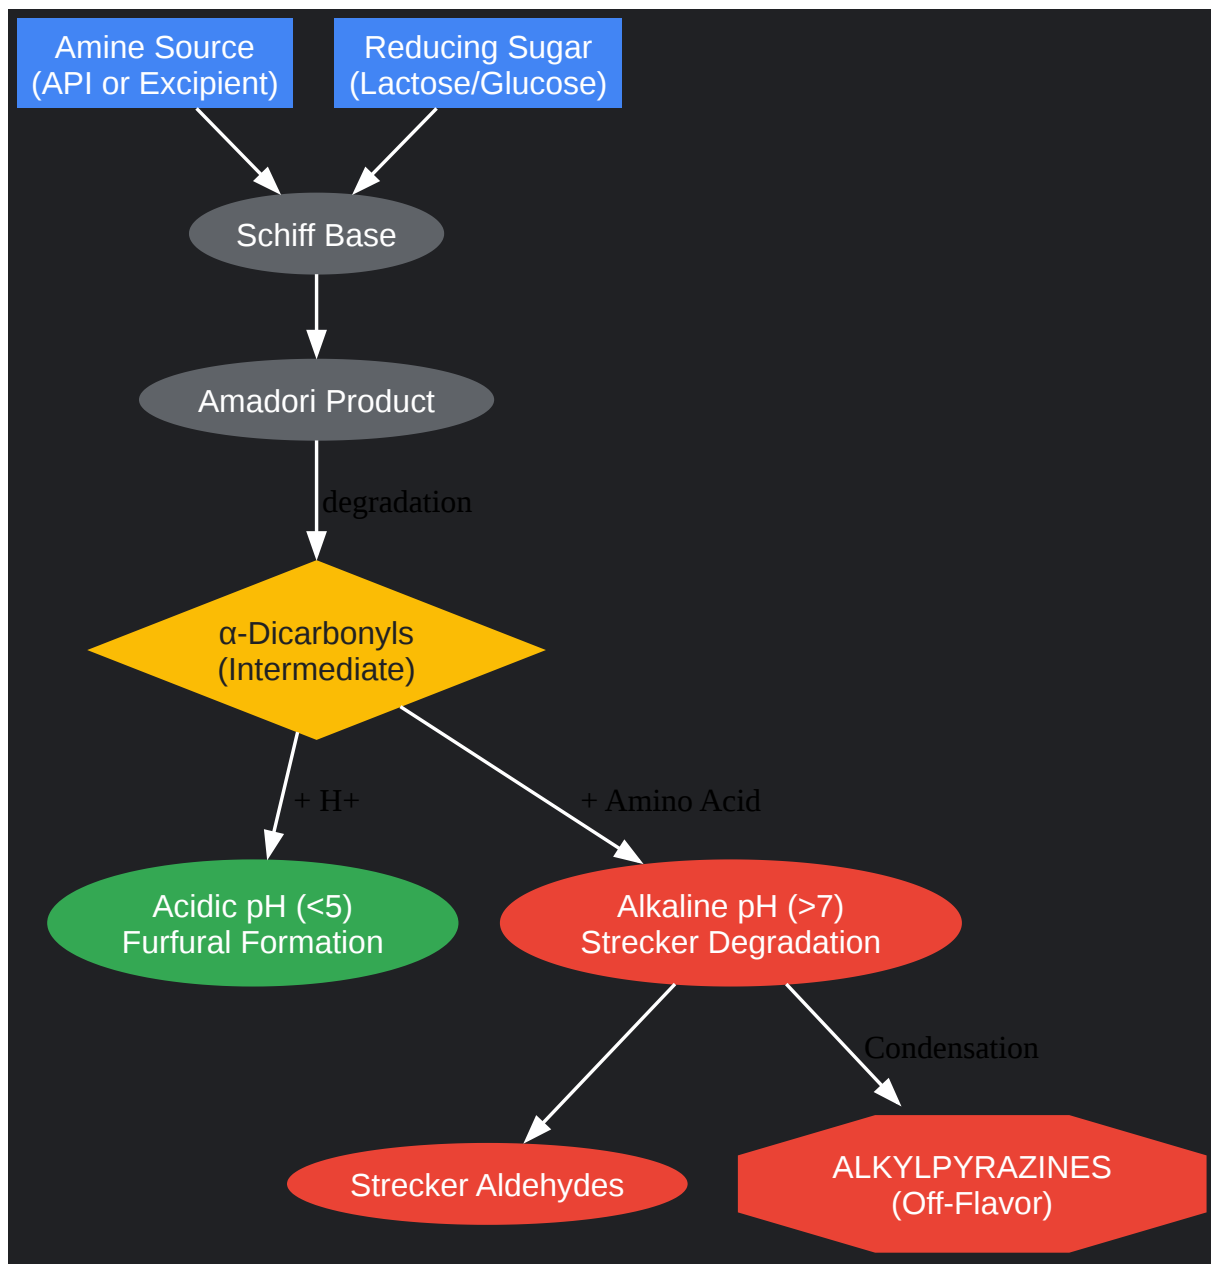 Amine Source
(API or Excipient)
Reducing Sugar
(Lactose/Glucose)
Schiff Base
Amadori Product
degradation
α-Dicarbonyls
(Intermediate)
+ H+
+ Amino Acid
Acidic pH (<5)
Furfural Formation
Alkaline pH (>7)
Strecker Degradation
Condensation
Strecker Aldehydes
ALKYLPYRAZINES
(Off-Flavor)